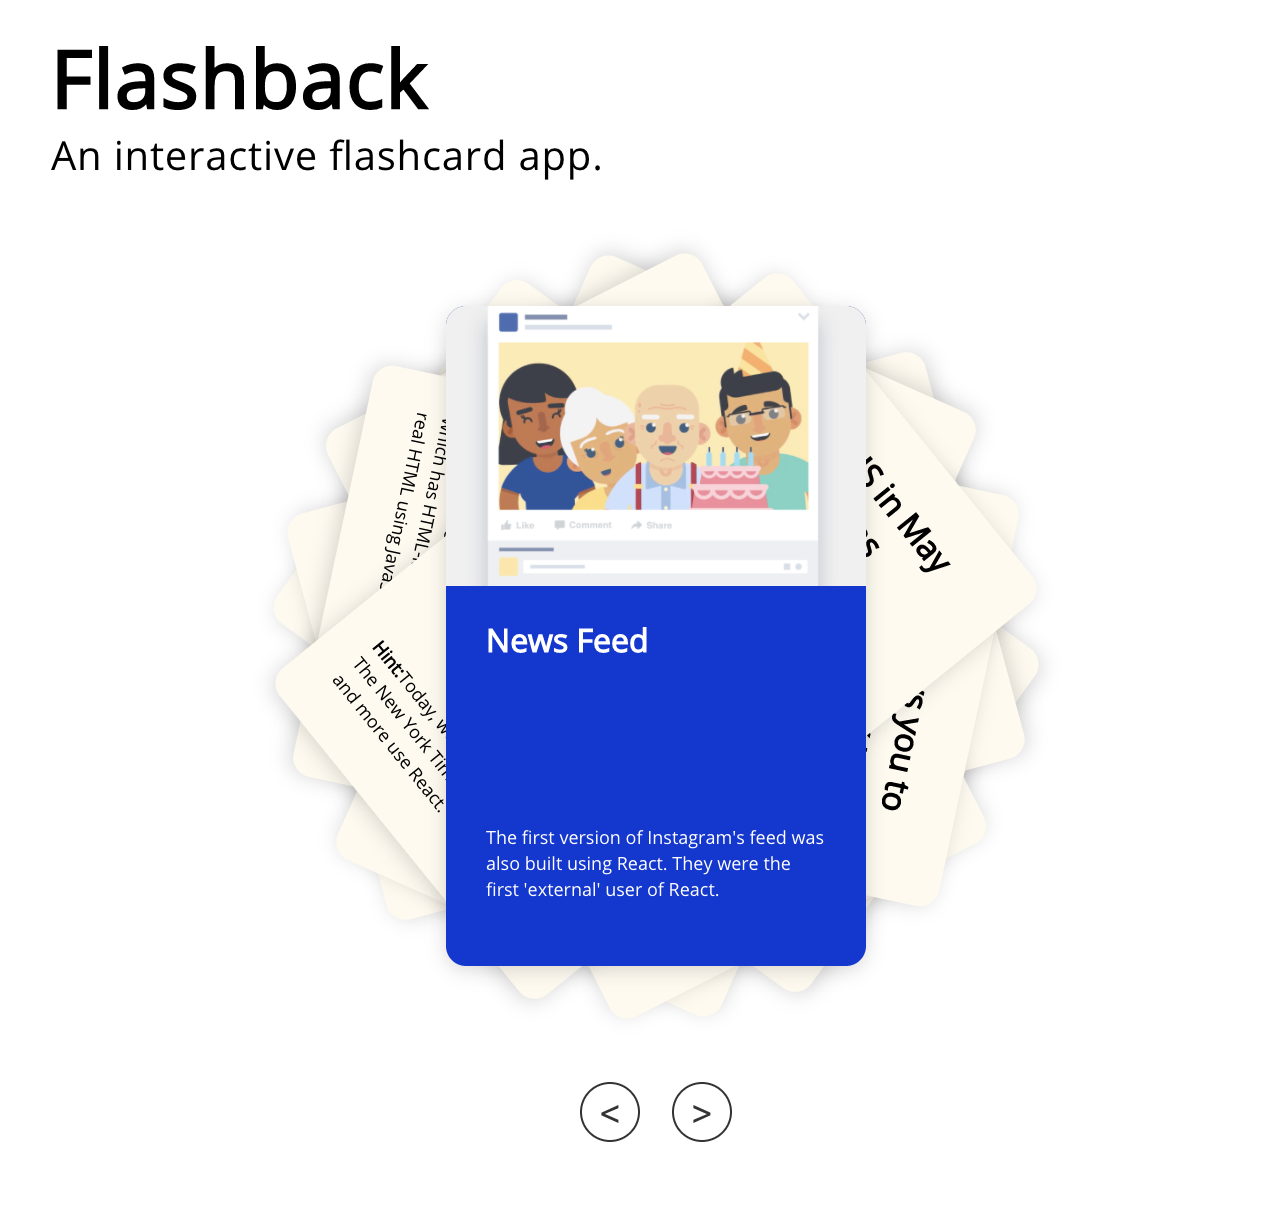 Flashback
An interactive flashcard app.
which has HTML-
real HTML using
in May
you to
Like Comment Share
Hint:Today,
The New York
and more use React.
News Feed
The first version of Instagram's feed was
also built using React. They were the
first 'external' user of React.
< >